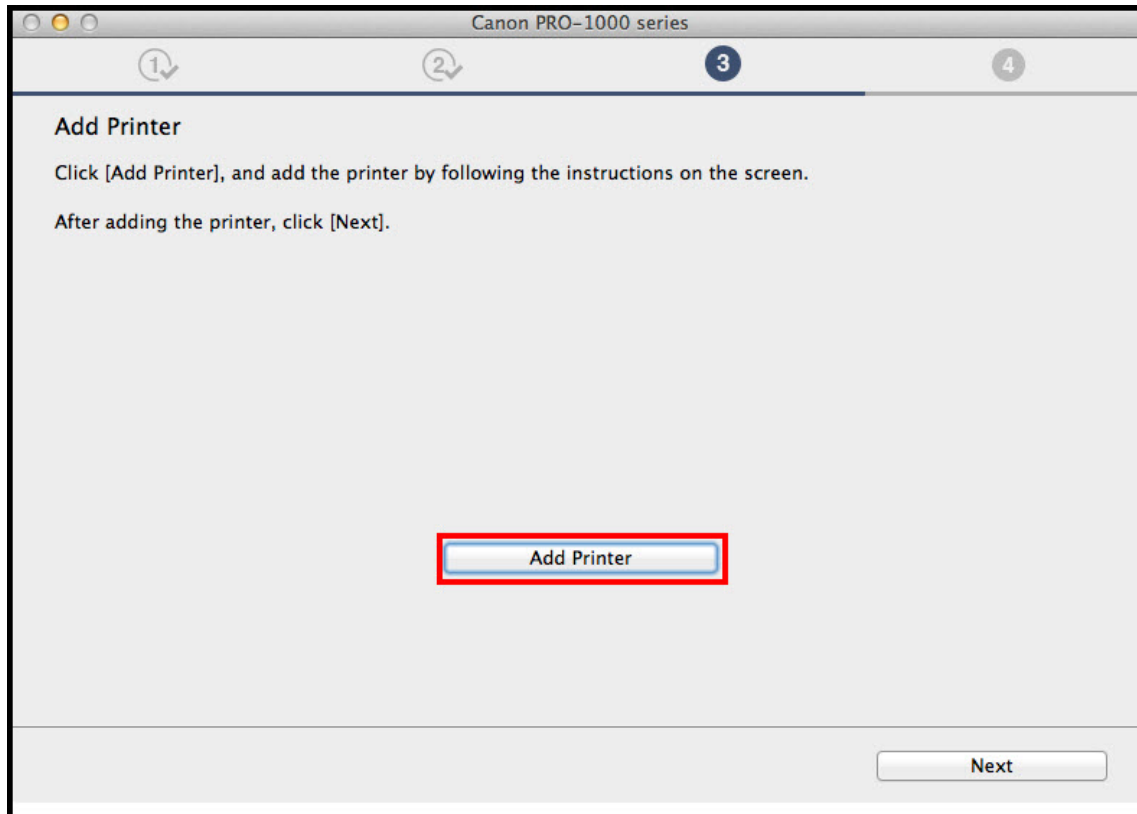 Canon PRO-1000 series
1 2 3 4
Add Printer
Click [Add Printer], and add the printer by following the instructions on the screen.
After adding the printer, click [Next].
Add Printer
Next